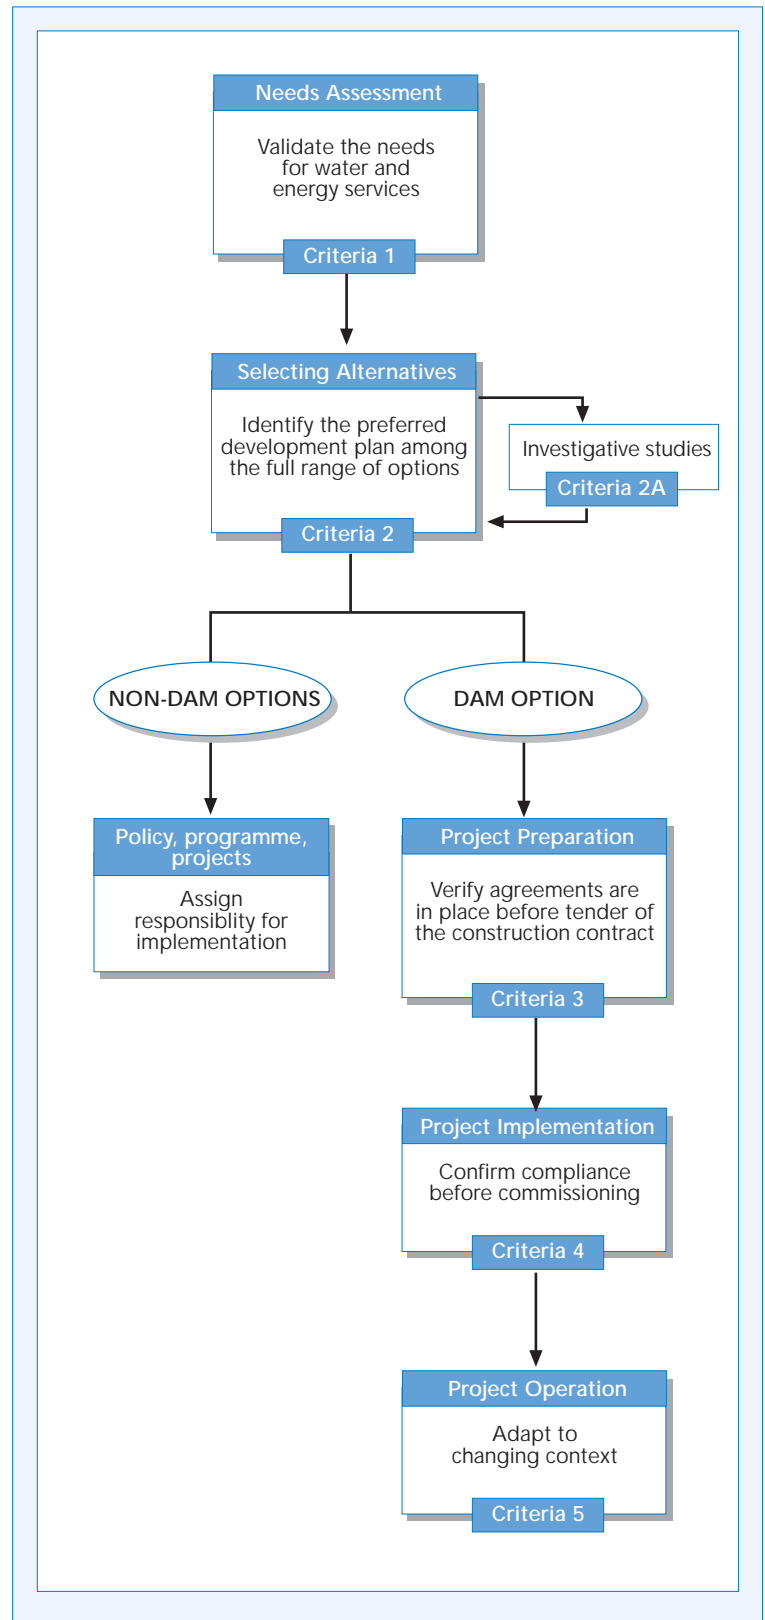 Needs Assessment
Validate the needs
for water and
energy services
Criteria 1
Selecting Alternatives
Identify the preferred
development plan among
the full range of options
Investigative studies
Criteria 2A
Criteria 2
NON-DAM OPTIONS
DAM OPTION
Policy, programme,
projects
Assign
responsiblity for
implementation
Project Preparation
Verify agreements are
in place before tender of
the construction contract
Criteria 3
Project Implementation
Confirm compliance
before commissioning
Criteria 4
Project Operation
Adapt to
changing context
Criteria 5